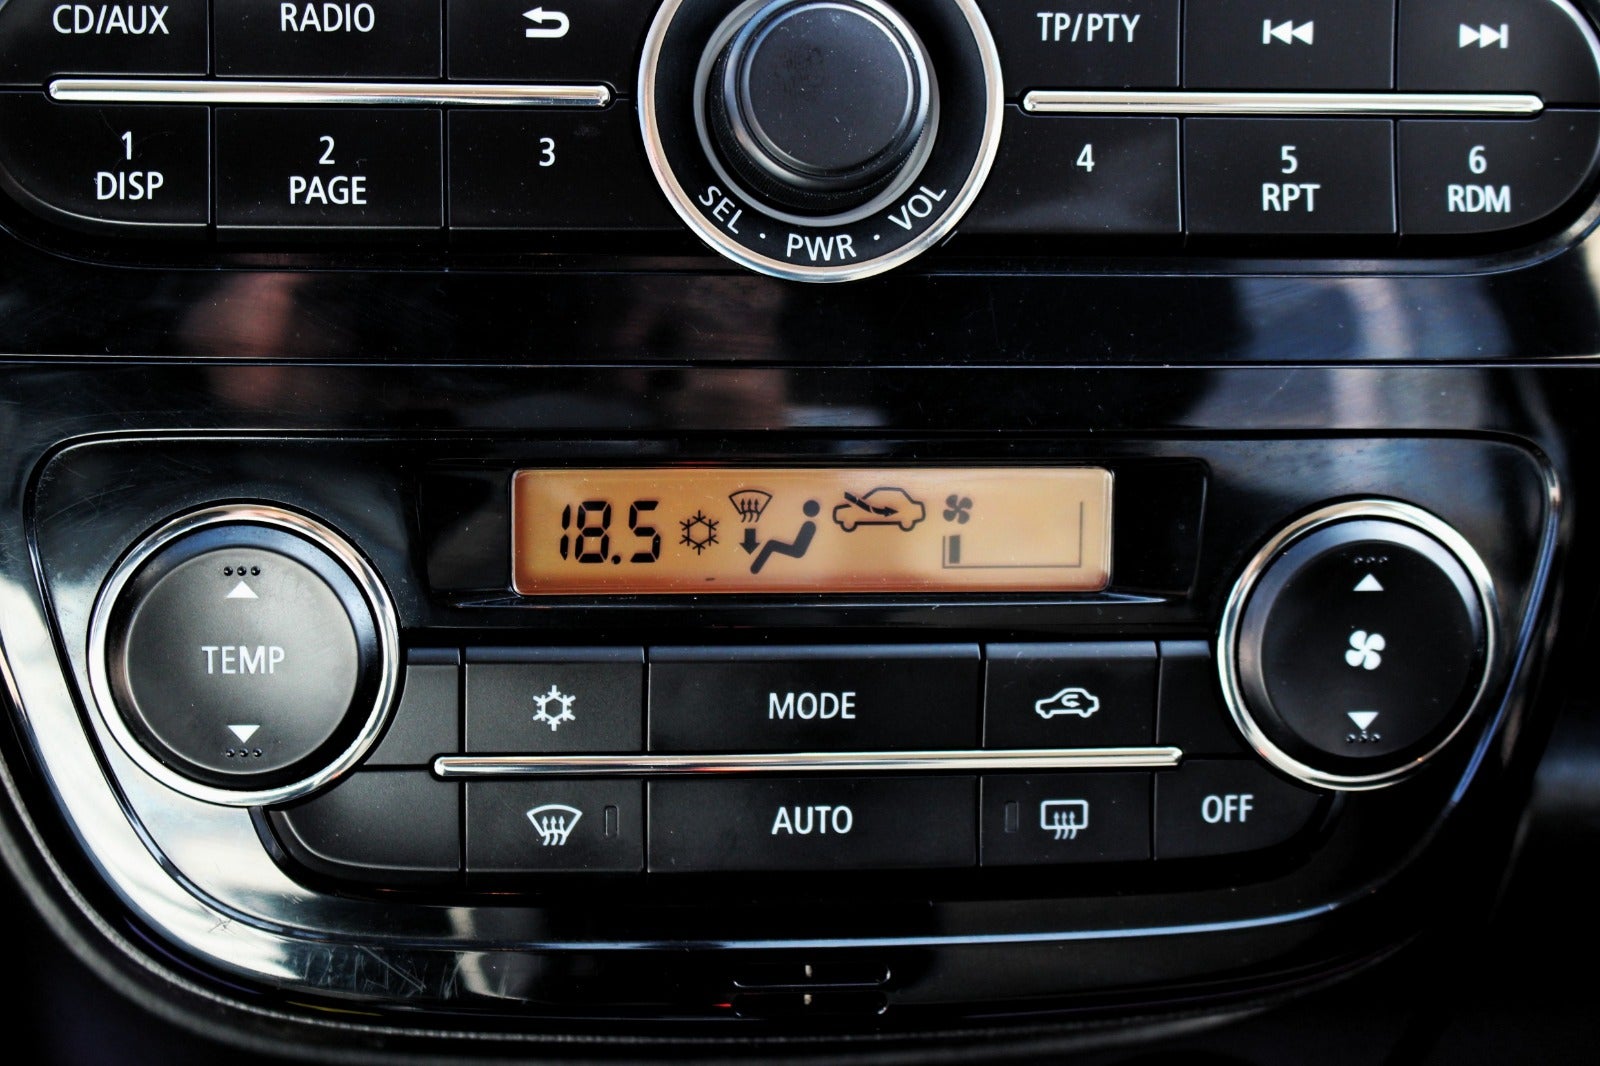 CD/AUX
RADIO
TP/PTY
1
DISP
2
PAGE
3
SEL · PWR · VOL
4
5
RPT
6
RDM
18.5
TEMP
MODE
AUTO
OFF